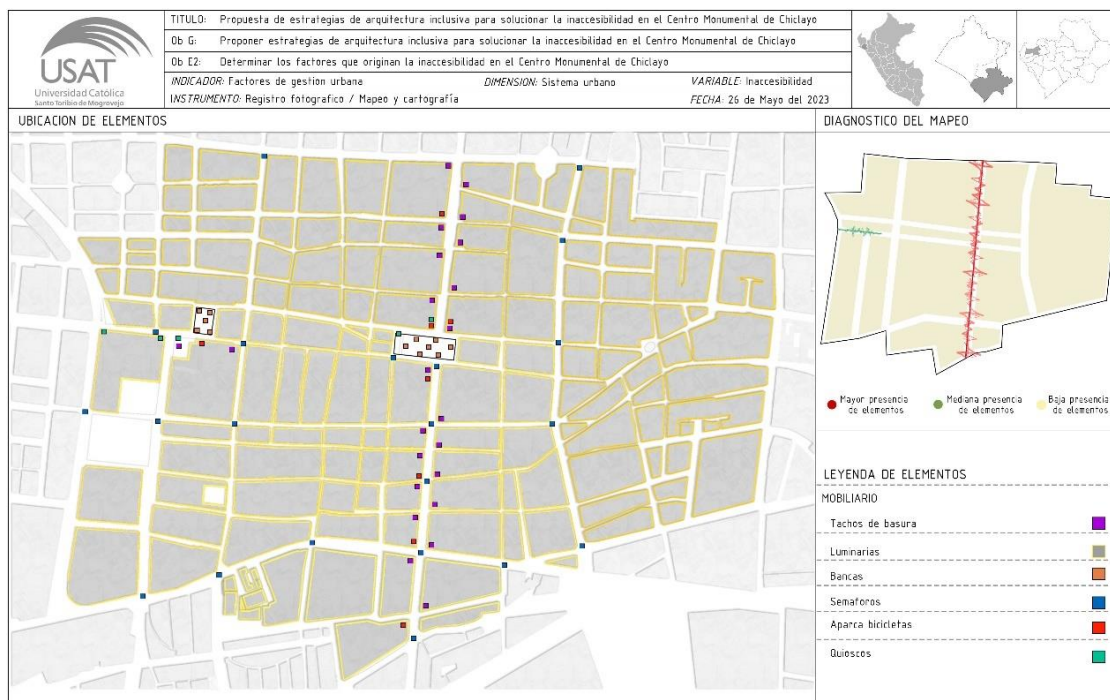 USAT
Universidad Católica
Santo Toribio de Mogrovejo
TITULO: Propuesta de estrategias de arquitectura inclusiva para solucionar la inaccesibilidad en el Centro Monumental de Chiclayo
Ob G: Proponer estrategias de arquitectura inclusiva para solucionar la inaccesibilidad en el Centro Monumental de Chiclayo
Ob E2: Determinar los factores que originan la inaccesibilidad en el Centro Monumental de Chiclayo
INDICADOR: Factores de gestion urbana DIMENSION: Sistema urbano VARIABLE: Inaccesibilidad
INSTRUMENTO: Registro fotografico / Mapeo y cartografía FECHA: 26 de Mayo del 2023
UBICACION DE ELEMENTOS
DIAGNOSTICO DEL MAPEO
Mayor presencia de elementos
Mediana presencia de elementos
Baja presencia de elementos
LEYENDA DE ELEMENTOS
MOBILIARIO
Tachos de basura
Luminarias
Bancas
Semaforos
Aparca bicicletas
Quioscos